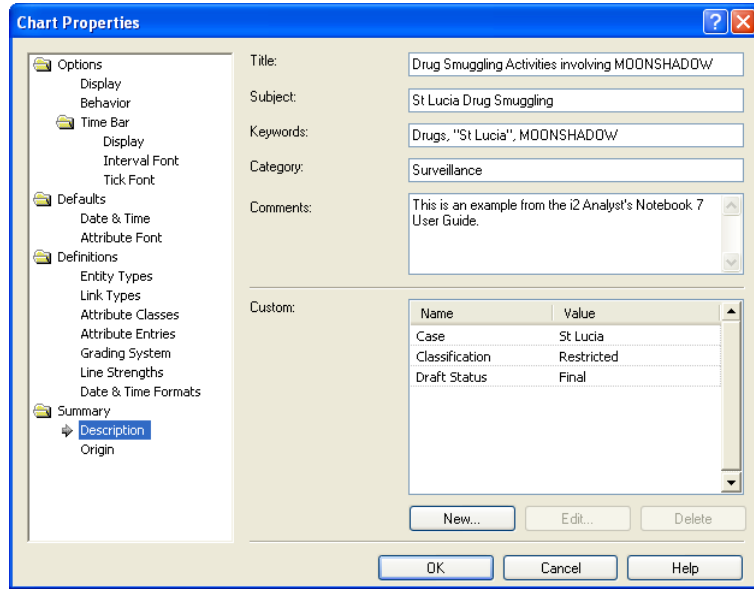 Chart Properties
Options
Display
Behavior
Time Bar
Display
Interval Font
Tick Font
Defaults
Date & Time
Attribute Font
Definitions
Entity Types
Link Types
Attribute Classes
Attribute Entries
Grading System
Line Strengths
Date & Time Formats
Summary
Description
Origin
Title: Drug Smuggling Activities involving MOONSHADOW
Subject: St Lucia Drug Smuggling
Keywords: Drugs, "St Lucia", MOONSHADOW
Category: Surveillance
Comments: This is an example from the i2 Analyst's Notebook 7
User Guide.
Custom:
Name Value
Case St Lucia
Classification Restricted
Draft Status Final
New... Edit... Delete
OK Cancel Help